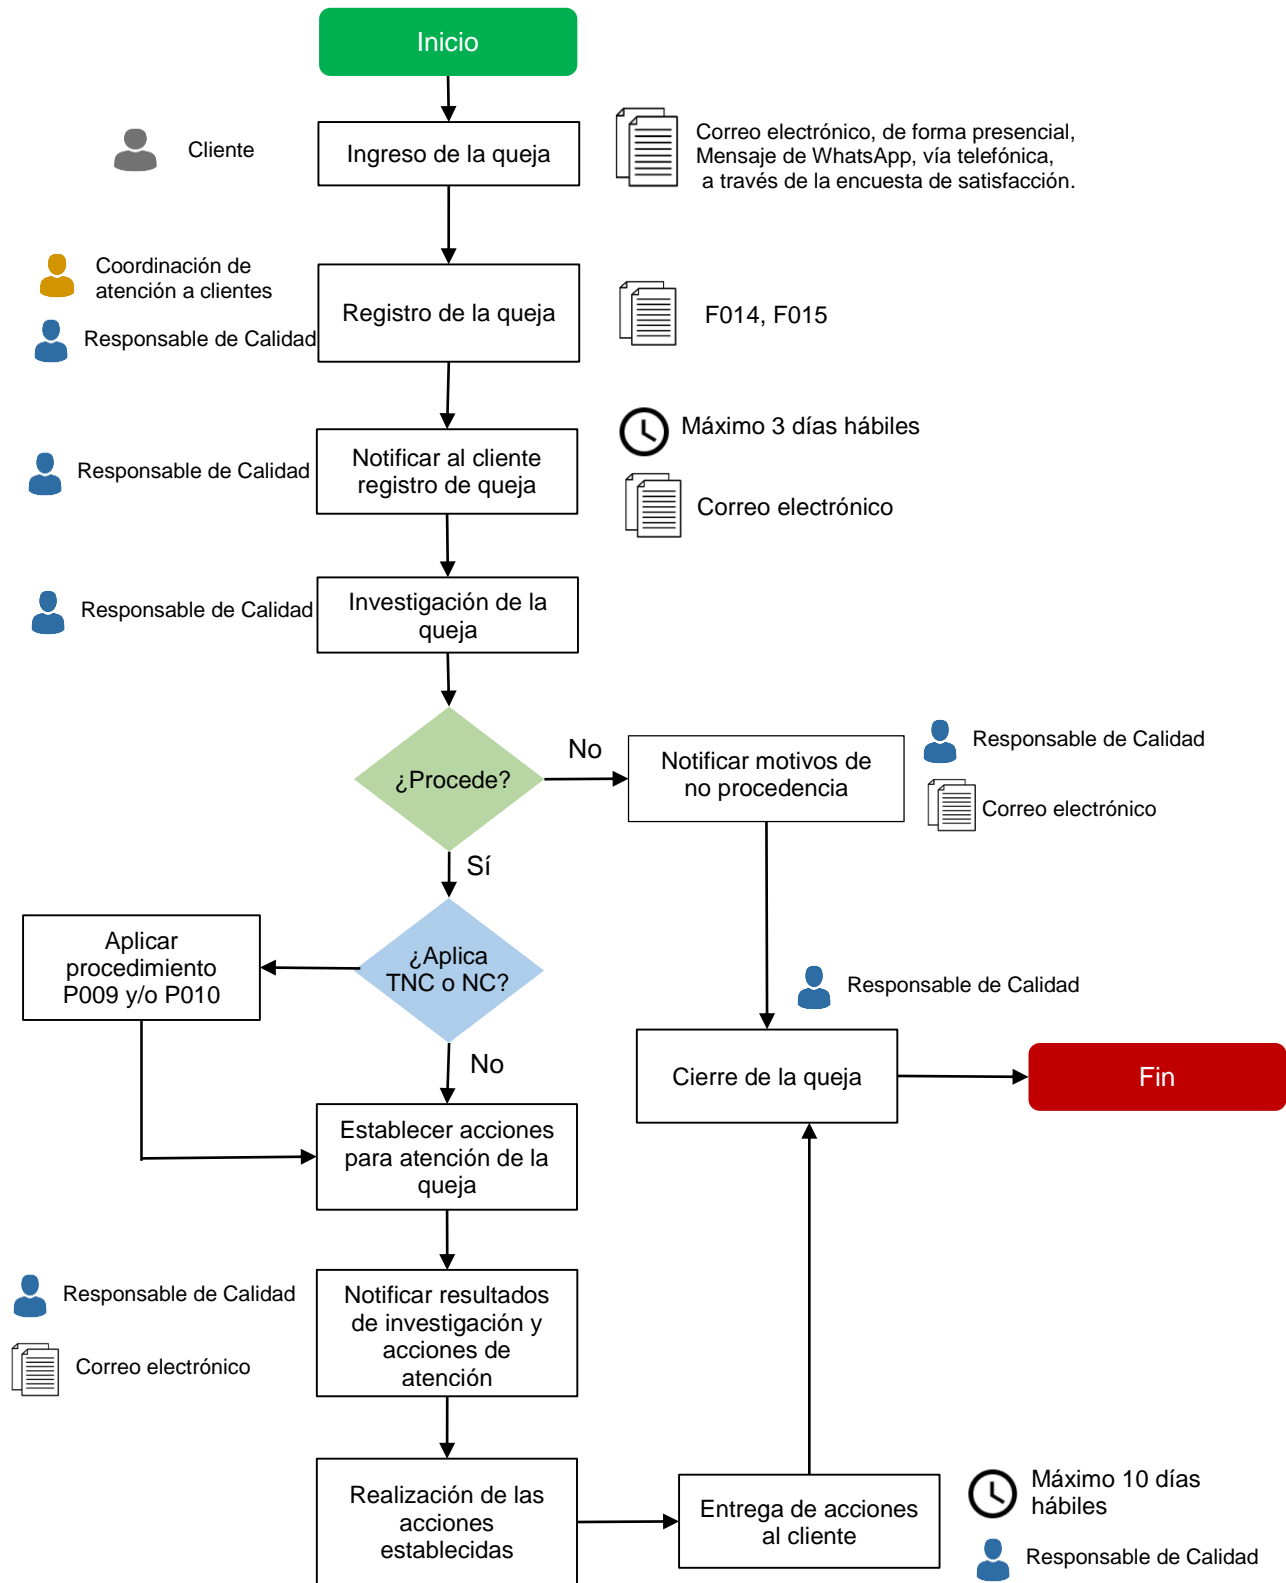 Inicio
Cliente
Ingreso de la queja
Correo electrónico, de forma presencial,
Mensaje de WhatsApp, vía telefónica,
a través de la encuesta de satisfacción.
Coordinación de
atención a clientes
Responsable de Calidad
Registro de la queja
F014, F015
Máximo 3 días hábiles
Responsable de Calidad
Notificar al cliente
registro de queja
Correo electrónico
Responsable de Calidad
Investigación de la
queja
¿Procede?
No
Notificar motivos de
no procedencia
Responsable de Calidad
Correo electrónico
Sí
Aplicar
procedimiento
P009 y/o P010
¿Aplica
TNC o NC?
Responsable de Calidad
No
Cierre de la queja
Fin
Establecer acciones
para atención de la
queja
Responsable de Calidad
Correo electrónico
Notificar resultados
de investigación y
acciones de
atención
Realización de las
acciones
establecidas
Entrega de acciones
al cliente
Máximo 10 días
hábiles
Responsable de Calidad